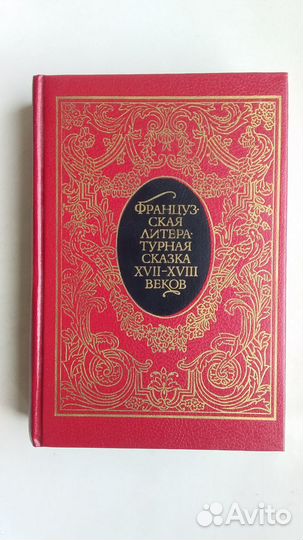 ФРАНЦУЗ-
СКАЯ
ЛИТЕРА-
ТУРНАЯ
СКАЗКА
XVII–XVIII
ВЕКОВ
Avito